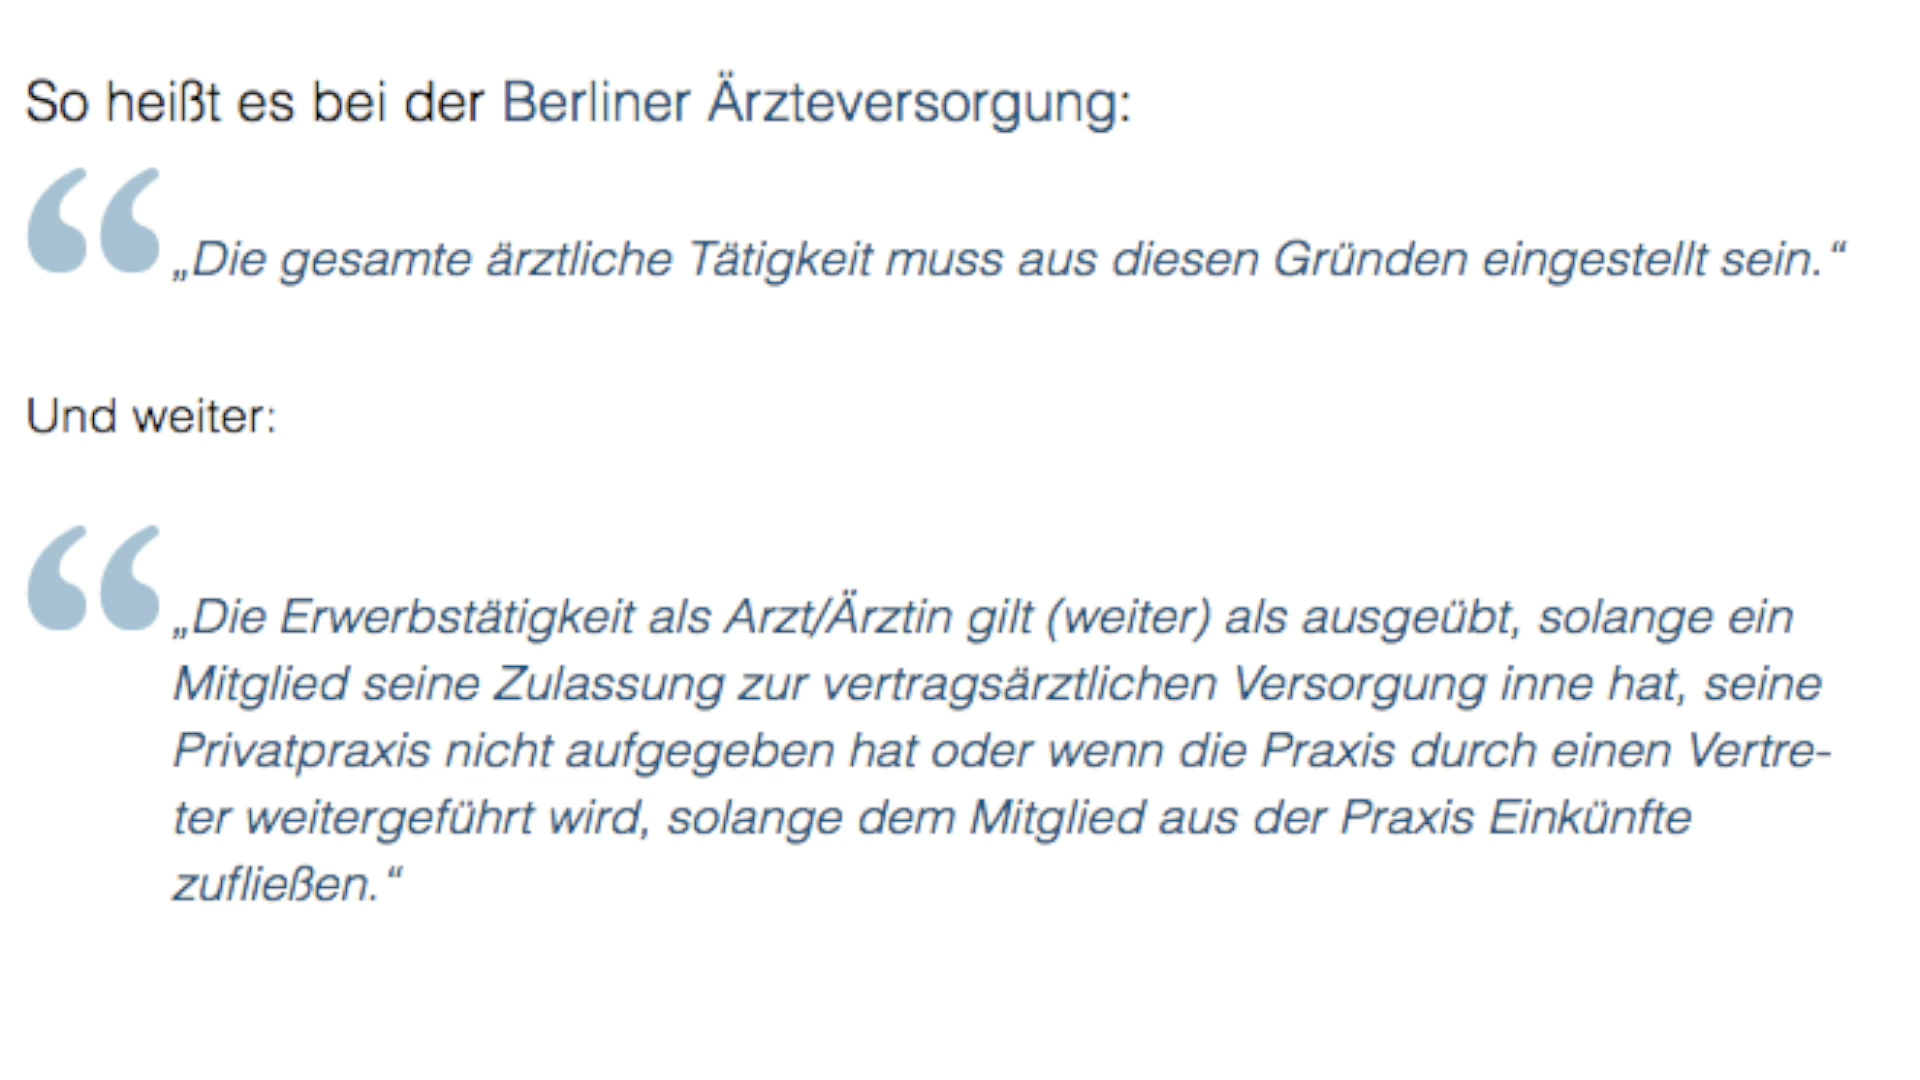 So heißt es bei der Berliner Ärzteversorgung:
„Die gesamte ärztliche Tätigkeit muss aus diesen Gründen eingestellt sein.“
Und weiter:
„Die Erwerbstätigkeit als Arzt/Ärztin gilt (weiter) als ausgeübt, solange ein
Mitglied seine Zulassung zur vertragsärztlichen Versorgung inne hat, seine
Privatpraxis nicht aufgegeben hat oder wenn die Praxis durch einen Vertre-
ter weitergeführt wird, solange dem Mitglied aus der Praxis Einkünfte
zufließen.“